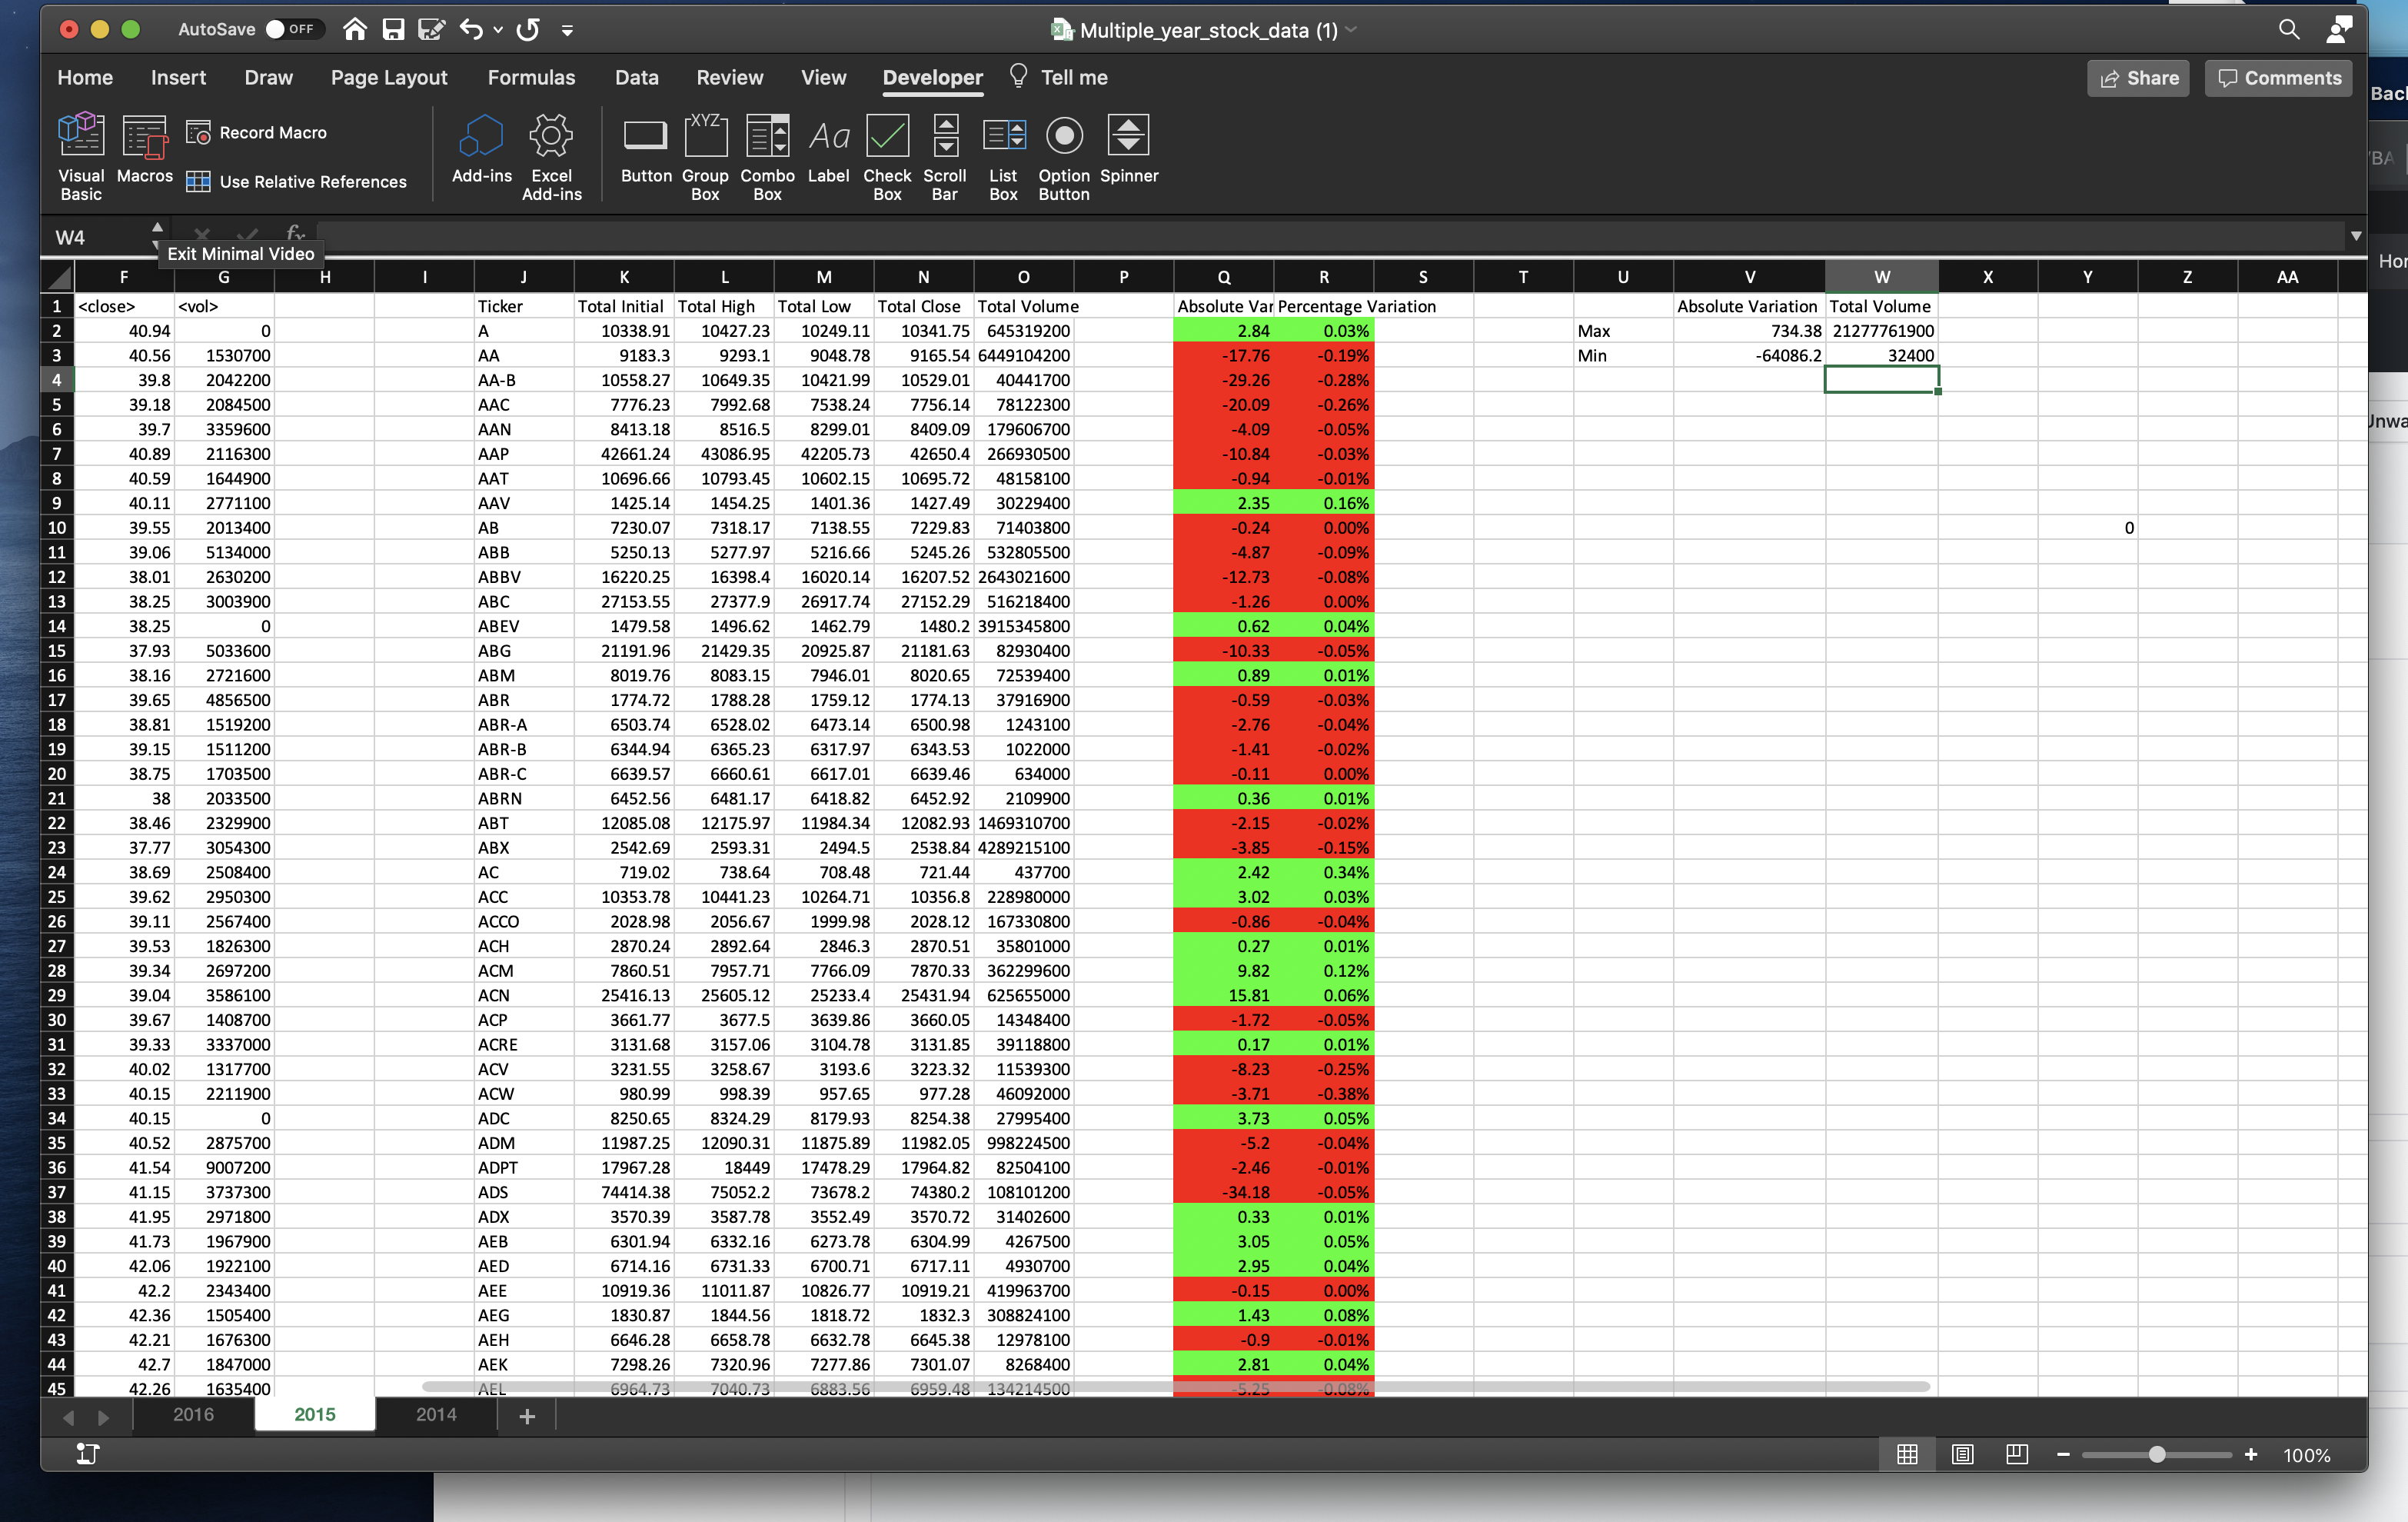 AutoSave OFF Multiple_year_stock_data (1)
Home Insert Draw Page Layout Formulas Data Review View Developer Tell me Share Comments
Visual Basic Macros Record Macro Use Relative References Add-ins Excel Add-ins Button Group Box Combo Box Label Check Box Scroll Bar List Box Option Button Spinner
W4 fx
Exit Minimal Video
F G H I J K L M N O P Q R S T U V W X Y Z AA
1 <close> <vol> Ticker Total Initial Total High Total Low Total Close Total Volume Absolute Var Percentage Variation Absolute Variation Total Volume
2 40.94 0 A 10338.91 10427.23 10249.11 10341.75 645319200 2.84 0.03% Max 734.38 21277761900
3 40.56 1530700 AA 9183.3 9293.1 9048.78 9165.54 6449104200 -17.76 -0.19% Min -64086.2 32400
4 39.8 2042200 AA-B 10558.27 10649.35 10421.99 10529.01 40441700 -29.26 -0.28%
5 39.18 2084500 AAC 7776.23 7992.68 7538.24 7756.14 78122300 -20.09 -0.26%
6 39.7 3359600 AAN 8413.18 8516.5 8299.01 8409.09 179606700 -4.09 -0.05%
7 40.89 2116300 AAP 42661.24 43086.95 42205.73 42650.4 266930500 -10.84 -0.03%
8 40.59 1644900 AAT 10696.66 10793.45 10602.15 10695.72 48158100 -0.94 -0.01%
9 40.11 2771100 AAV 1425.14 1454.25 1401.36 1427.49 30229400 2.35 0.16%
10 39.55 2013400 AB 7230.07 7318.17 7138.55 7229.83 71403800 -0.24 0.00% 0
11 39.06 5134000 ABB 5250.13 5277.97 5216.66 5245.26 532805500 -4.87 -0.09%
12 38.01 2630200 ABBV 16220.25 16398.4 16020.14 16207.52 2643021600 -12.73 -0.08%
13 38.25 3003900 ABC 27153.55 27377.9 26917.74 27152.29 516218400 -1.26 0.00%
14 38.25 0 ABEV 1479.58 1496.62 1462.79 1480.2 3915345800 0.62 0.04%
15 37.93 5033600 ABG 21191.96 21429.35 20925.87 21181.63 82930400 -10.33 -0.05%
16 38.16 2721600 ABM 8019.76 8083.15 7946.01 8020.65 72539400 0.89 0.01%
17 39.65 4856500 ABR 1774.72 1788.28 1759.12 1774.13 37916900 -0.59 -0.03%
18 38.81 1519200 ABR-A 6503.74 6528.02 6473.14 6500.98 1243100 -2.76 -0.04%
19 39.15 1511200 ABR-B 6344.94 6365.23 6317.97 6343.53 1022000 -1.41 -0.02%
20 38.75 1703500 ABR-C 6639.57 6660.61 6617.01 6639.46 634000 -0.11 0.00%
21 38 2033500 ABRN 6452.56 6481.17 6418.82 6452.92 2109900 0.36 0.01%
22 38.46 2329900 ABT 12085.08 12175.97 11984.34 12082.93 1469310700 -2.15 -0.02%
23 37.77 3054300 ABX 2542.69 2593.31 2494.5 2538.84 4289215100 -3.85 -0.15%
24 38.69 2508400 AC 719.02 738.64 708.48 721.44 437700 2.42 0.34%
25 39.62 2950300 ACC 10353.78 10441.23 10264.71 10356.8 228980000 3.02 0.03%
26 39.11 2567400 ACCO 2028.98 2056.67 1999.98 2028.12 167330800 -0.86 -0.04%
27 39.53 1826300 ACH 2870.24 2892.64 2846.3 2870.51 35801000 0.27 0.01%
28 39.34 2697200 ACM 7860.51 7957.71 7766.09 7870.33 362299600 9.82 0.12%
29 39.04 3586100 ACN 25416.13 25605.12 25233.4 25431.94 625655000 15.81 0.06%
30 39.67 1408700 ACP 3661.77 3677.5 3639.86 3660.05 14348400 -1.72 -0.05%
31 39.33 3337000 ACRE 3131.68 3157.06 3104.78 3131.85 39118800 0.17 0.01%
32 40.02 1317700 ACV 3231.55 3258.67 3193.6 3223.32 11539300 -8.23 -0.25%
33 40.15 2211900 ACW 980.99 998.39 957.65 977.28 46092000 -3.71 -0.38%
34 40.15 0 ADC 8250.65 8324.29 8179.93 8254.38 27995400 3.73 0.05%
35 40.52 2875700 ADM 11987.25 12090.31 11875.89 11982.05 998224500 -5.2 -0.04%
36 41.54 9007200 ADPT 17967.28 18449 17478.29 17964.82 82504100 -2.46 -0.01%
37 41.15 3737300 ADS 74414.38 75052.2 73678.2 74380.2 108101200 -34.18 -0.05%
38 41.95 2971800 ADX 3570.39 3587.78 3552.49 3570.72 31402600 0.33 0.01%
39 41.73 1967900 AEB 6301.94 6332.16 6273.78 6304.99 4267500 3.05 0.05%
40 42.06 1922100 AED 6714.16 6731.33 6700.71 6717.11 4930700 2.95 0.04%
41 42.2 2343400 AEE 10919.36 11011.87 10826.77 10919.21 419963700 -0.15 0.00%
42 42.36 1505400 AEG 1830.87 1844.56 1818.72 1832.3 308824100 1.43 0.08%
43 42.21 1676300 AEH 6646.28 6658.78 6632.78 6645.38 12978100 -0.9 -0.01%
44 42.7 1847000 AEK 7298.26 7320.96 7277.86 7301.07 8268400 2.81 0.04%
45 42.26 1635400 AEL 6964.73 7040.73 6883.56 6959.48 134214500 -5.25 -0.08%
2016 2015 2014 +
100%
Bac
BA
Hor
Unwa